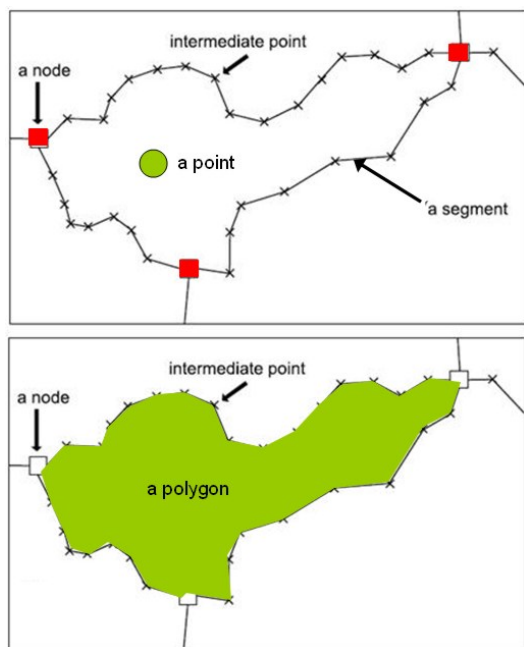 intermediate point
a node
a point
a segment
intermediate point
a node
a polygon